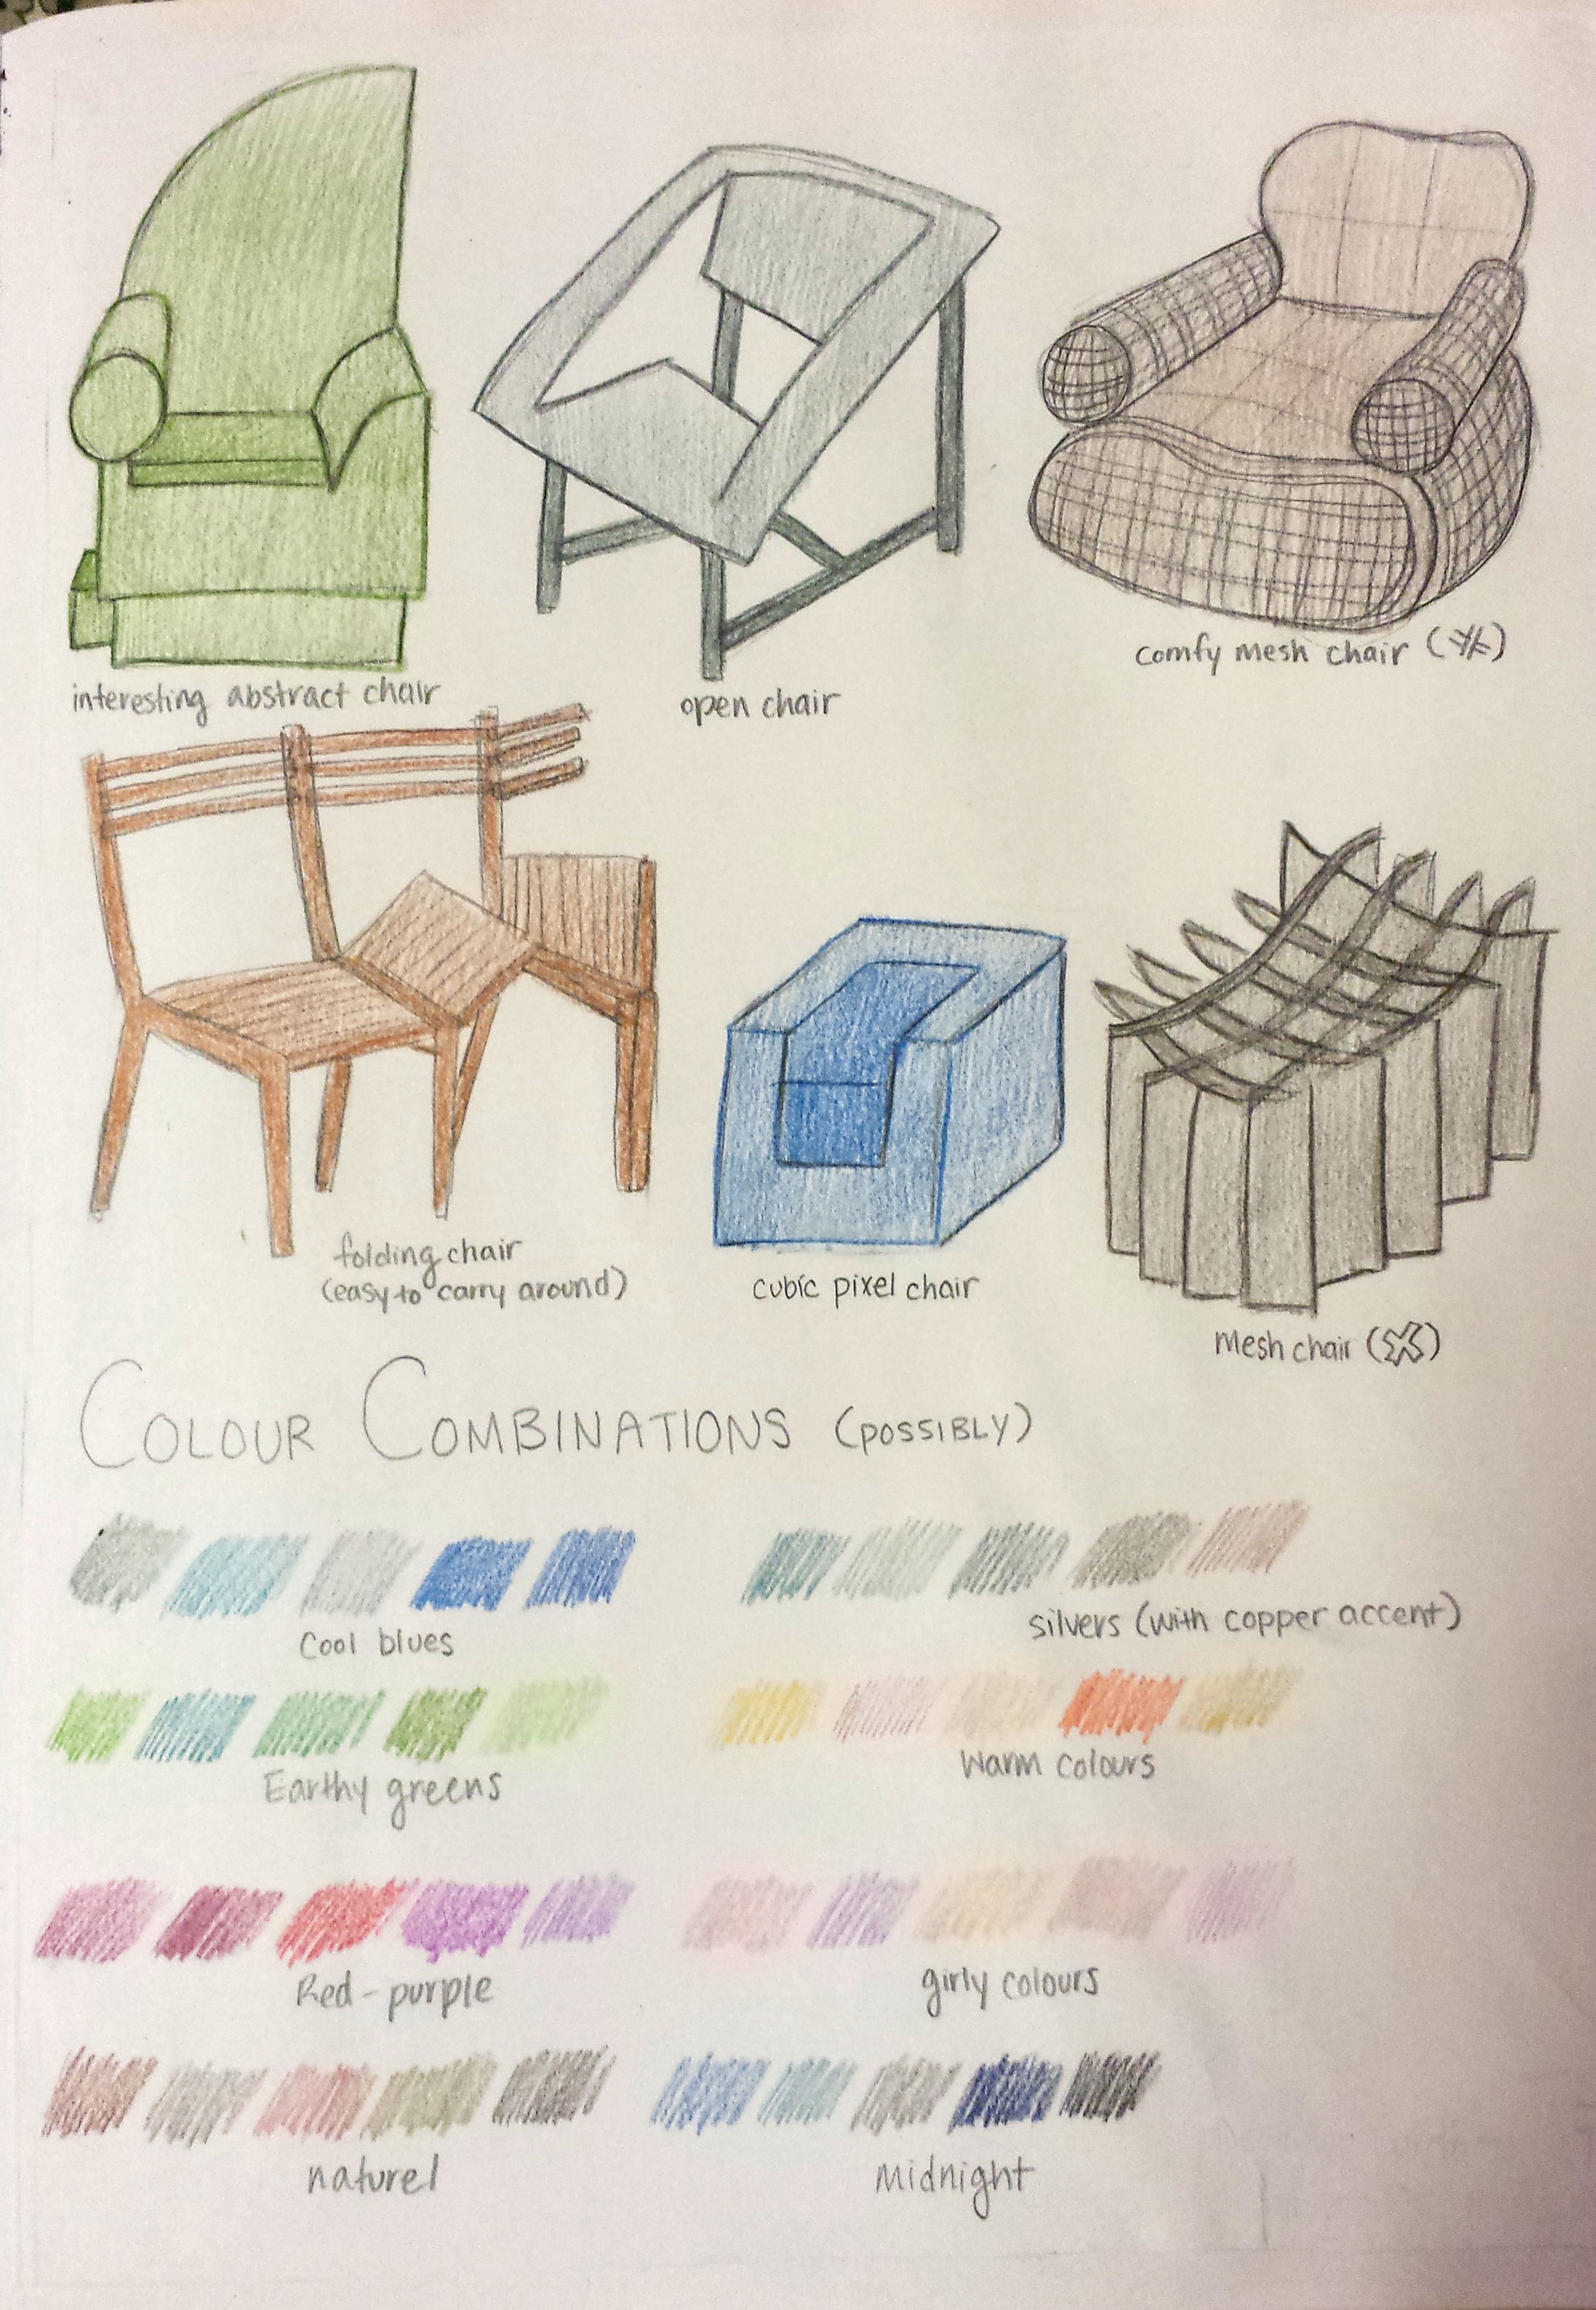 interesting abstract chair
open chair
comfy mesh chair
folding chair
(easy to carry around)
cubic pixel chair
mesh chair
COLOUR COMBINATIONS (POSSIBLY)
Cool blues
silvers (with copper accent)
Earthy greens
Warm colours
Red-purple
girly colours
naturel
Midnight